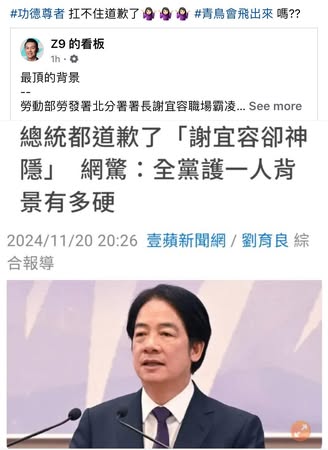 #功德尊者 扛不住道歉了🤷🏻‍♀️🤷🏻‍♀️🤷🏻‍♀️ #青鳥會飛出來 嗎??
Z9 的看板
1h ·
最頂的背景
--
勞動部勞發署北分署署長謝宜容職場霸凌... See more
總統都道歉了「謝宜容卻神
隱」 網驚：全黨護一人背
景有多硬
2024/11/20 20:26 壹蘋新聞網 / 劉育良 綜
合報導